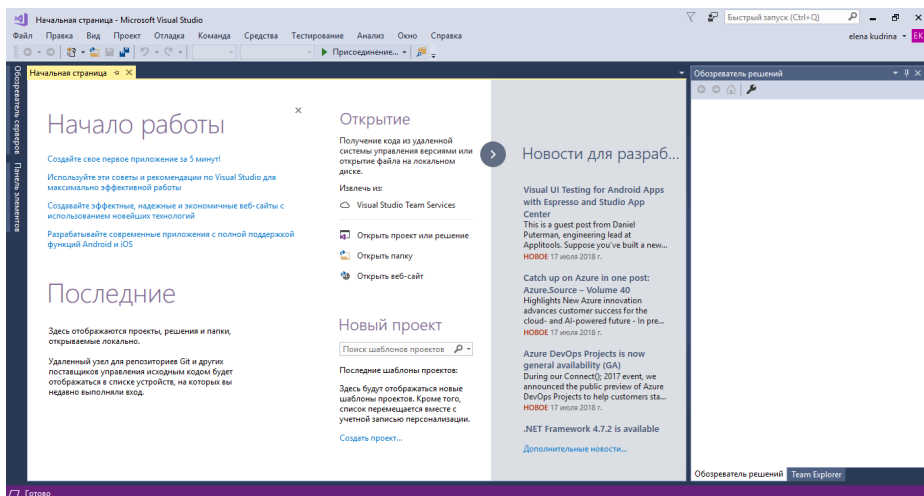 Начальная страница - Microsoft Visual Studio
Быстрый запуск (Ctrl+Q)
Файл Правка Вид Проект Отладка Команда Средства Тестирование Анализ Окно Справка
elena kudrina
EK
Присоединение...
Обозреватель серверов
Панель элементов
Начальная страница
Начало работы
Создайте свое первое приложение за 5 минут!
Используйте эти советы и рекомендации по Visual Studio для
максимально эффективной работы
Создавайте эффектные, надежные и экономичные веб-сайты с
использованием новейших технологий
Разрабатывайте современные приложения с полной поддержкой
функций Android и iOS
Последние
Здесь отображаются проекты, решения и папки,
открываемые локально.
Удаленный узел для репозиториев Git и других
поставщиков управления исходным кодом будет
отображаться в списке устройств, на которых вы
недавно выполняли вход.
Открытие
Получение кода из удаленной
системы управления версиями или
открытие файла на локальном
диске.
Извлечь из:
Visual Studio Team Services
Открыть проект или решение
Открыть папку
Открыть веб-сайт
Новый проект
Поиск шаблонов проектов
Последние шаблоны проектов:
Здесь будут отображаться новые
шаблоны проектов. Кроме того,
список перемещается вместе с
учетной записью персонализации.
Создать проект...
Новости для разраб...
Visual UI Testing for Android Apps
with Espresso and Studio App
Center
This is a guest post from Daniel
Puterman, engineering lead at
Applitools. Suppose you've built a new...
НОВОЕ 17 июля 2018 г.
Catch up on Azure in one post:
Azure.Source – Volume 40
Highlights New Azure innovation
advances customer success for the
cloud- and AI-powered future - In pre...
НОВОЕ 17 июля 2018 г.
Azure DevOps Projects is now
general availability (GA)
During our Connect(); 2017 event, we
announced the public preview of Azure
DevOps Projects to help customers sta...
НОВОЕ 17 июля 2018 г.
.NET Framework 4.7.2 is available
Дополнительные новости...
Обозреватель решений
Обозреватель решений Team Explorer
Готово